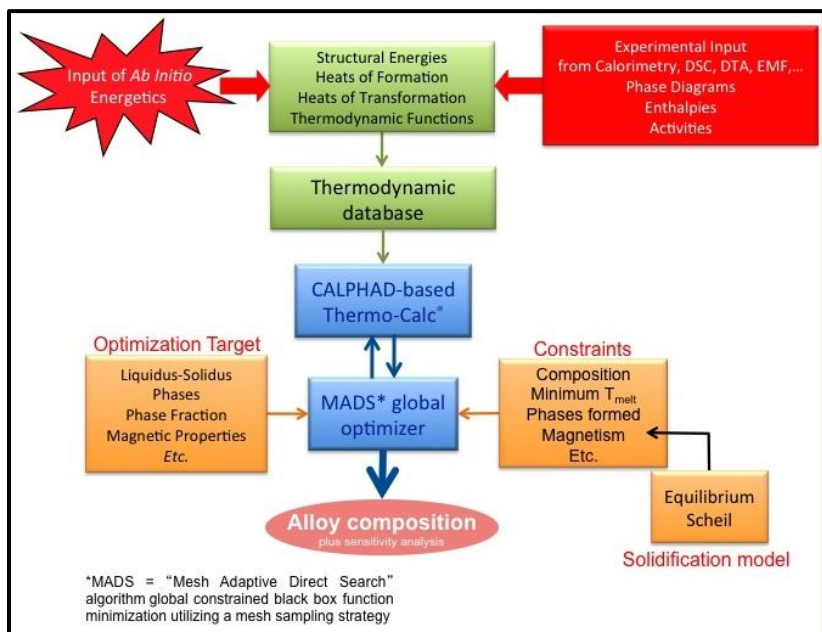 Input of Ab Initio
Energetics
Structural Energies
Heats of Formation
Heats of Transformation
Thermodynamic Functions
Experimental Input
from Calorimetry, DSC, DTA, EMF,...
Phase Diagrams
Enthalpies
Activities
Thermodynamic
database
CALPHAD-based
Thermo-Calc*
Optimization Target
Liquidus-Solidus
Phases
Phase Fraction
Magnetic Properties
Etc.
MADS* global
optimizer
Constraints
Composition
Minimum Tmelt
Phases formed
Magnetism
Etc.
Equilibrium
Scheil
Solidification model
Alloy composition
plus sensitivity analysis
*MADS = “Mesh Adaptive Direct Search”
algorithm global constrained black box function
minimization utilizing a mesh sampling strategy